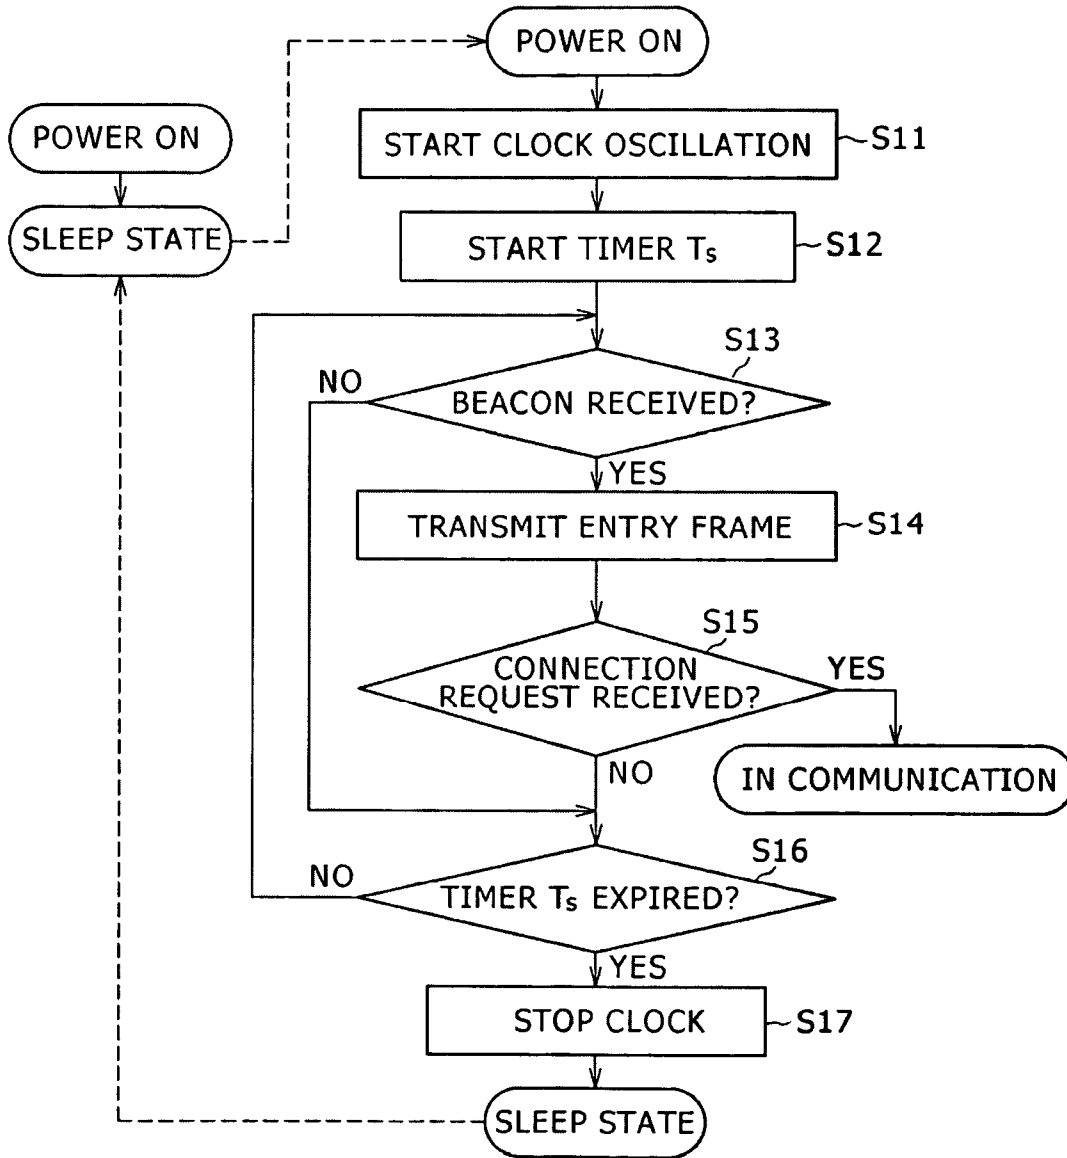 POWER ON
START CLOCK OSCILLATION
S11
POWER ON
SLEEP STATE
START TIMER Ts
S12
S13
NO
BEACON RECEIVED?
YES
TRANSMIT ENTRY FRAME
S14
S15
CONNECTION
REQUEST RECEIVED?
YES
NO
IN COMMUNICATION
S16
NO
TIMER Ts EXPIRED?
YES
STOP CLOCK
S17
SLEEP STATE